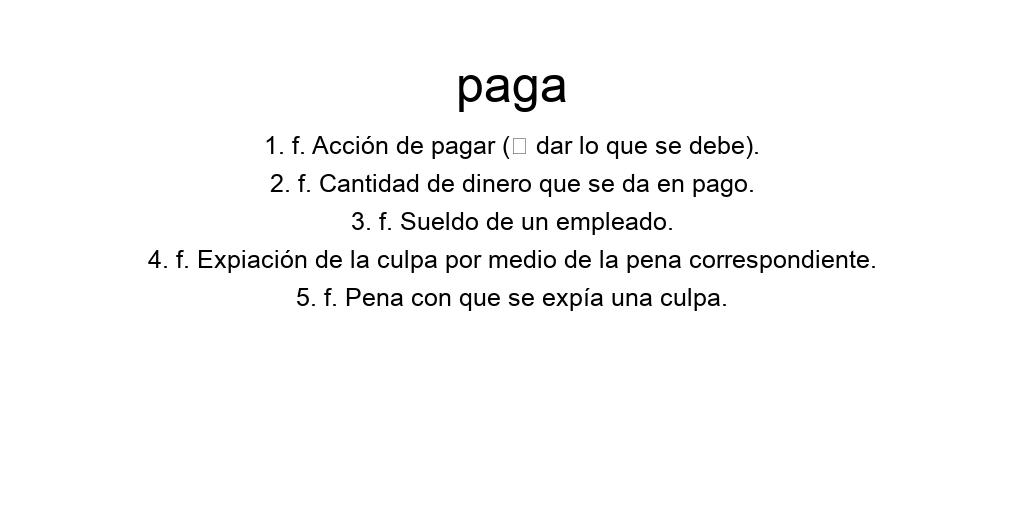 paga
1. f. Acción de pagar (□ dar lo que se debe).
2. f. Cantidad de dinero que se da en pago.
3. f. Sueldo de un empleado.
4. f. Expiación de la culpa por medio de la pena correspondiente.
5. f. Pena con que se expía una culpa.